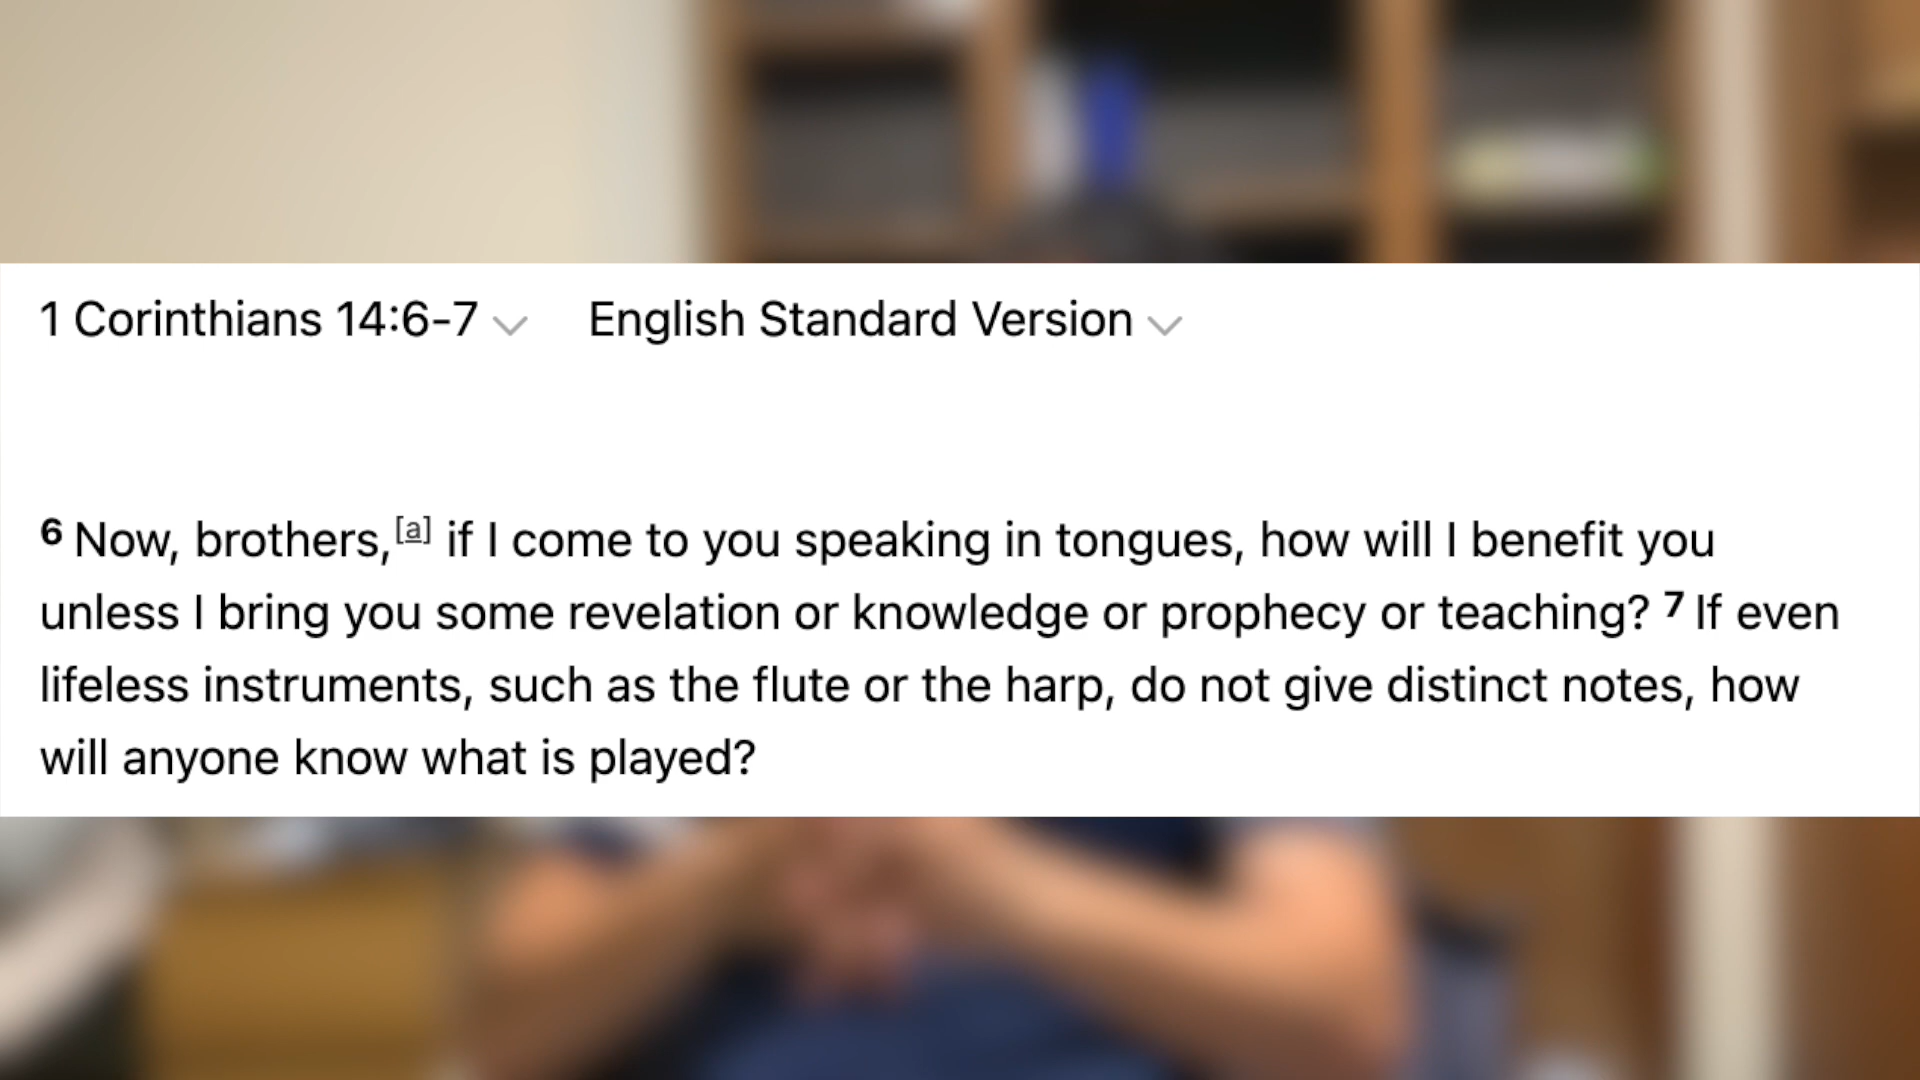 1 Corinthians 14:6-7 English Standard Version
6 Now, brothers,[a] if I come to you speaking in tongues, how will I benefit you
unless I bring you some revelation or knowledge or prophecy or teaching? 7 If even
lifeless instruments, such as the flute or the harp, do not give distinct notes, how
will anyone know what is played?